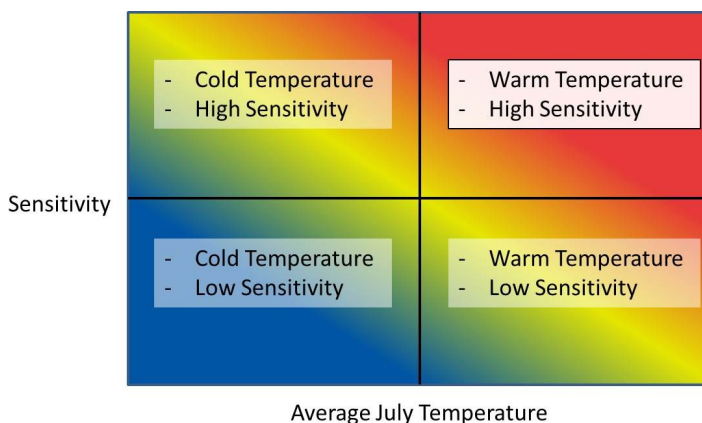 - Cold Temperature
- High Sensitivity
- Warm Temperature
- High Sensitivity
Sensitivity
- Cold Temperature
- Low Sensitivity
- Warm Temperature
- Low Sensitivity
Average July Temperature